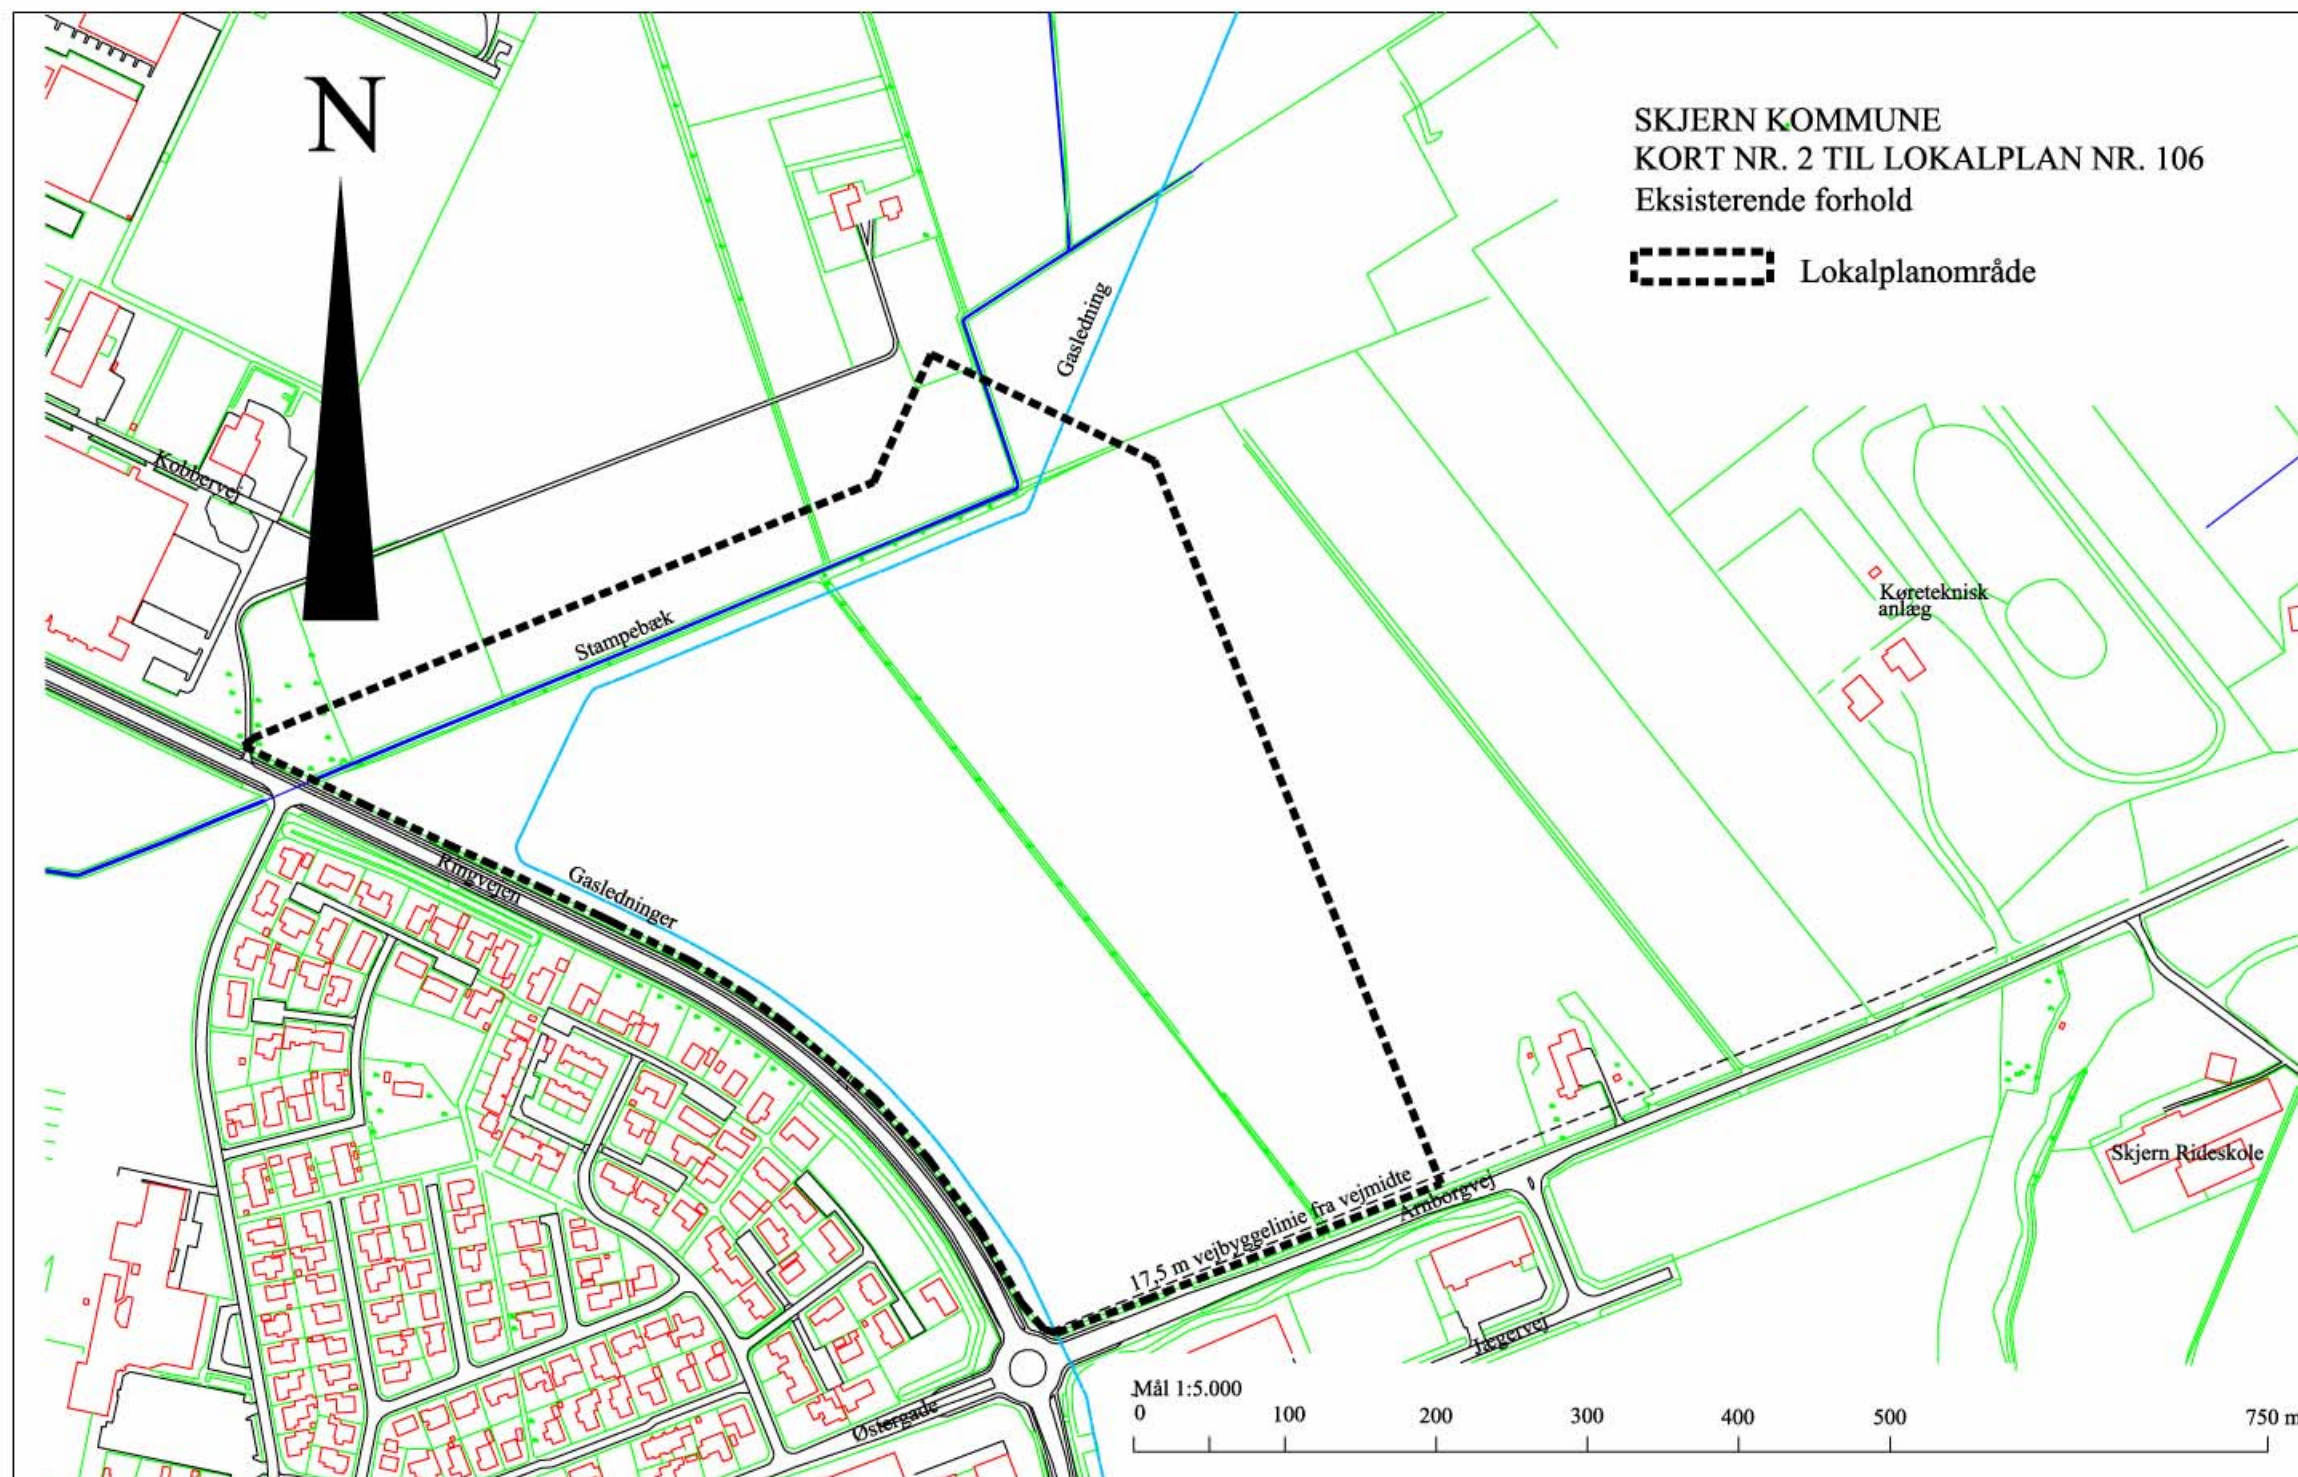 N
SKJERN KOMMUNE
KORT NR. 2 TIL LOKALPLAN NR. 106
Eksisterende forhold
Lokalplanområde
Gasledning
Kobbervej
Stampebæk
Køreteknisk
anlæg
Ringvejen
Gasledninger
17,5 m vejbyggelinie fra vejmidte
Arnborgvej
Skjern Rideskole
Jægervej
Østergade
Mål 1:5.000
0 100 200 300 400 500 750 m